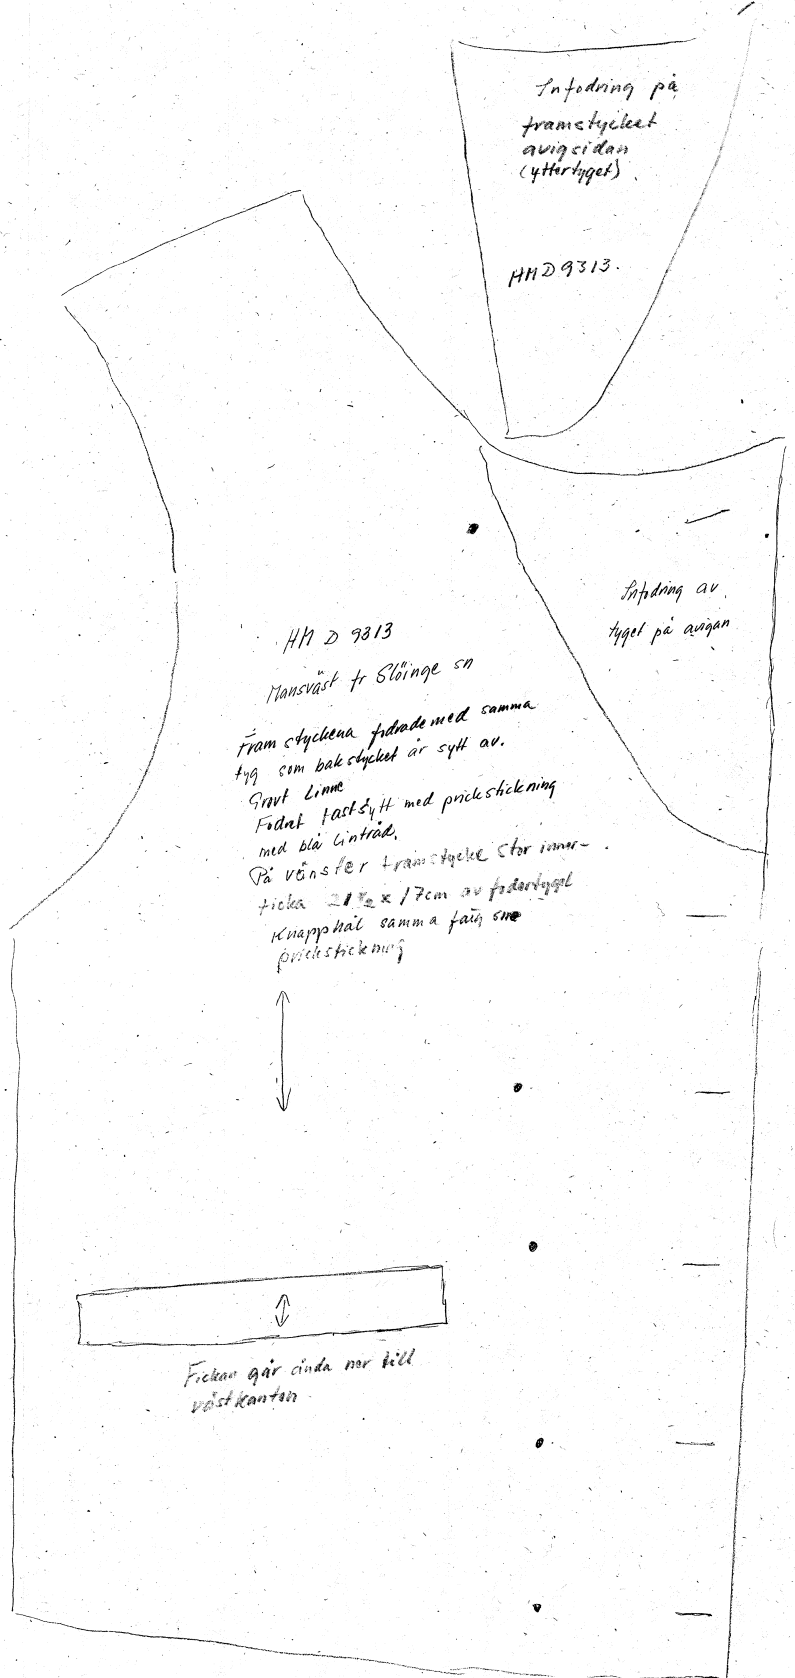 Infodring på
framstycket
avigsidan
(yttertyget).
HMD 9313.
Infodring av
tyget på avigan
HM D 9313
Mansväst fr Slöinge sn
Framstyckena fodrade med samma
tyg som bakstycket är sytt av.
Grovt Linne
Fodret fastsytt med prickstickning
med blå Lintråd.
På vänster framstycke stor inner-
ficka 21½ x 17cm av fodertyget
Knapphål samma färg som
prickstickning
Fickan går ända ner till
västkanten